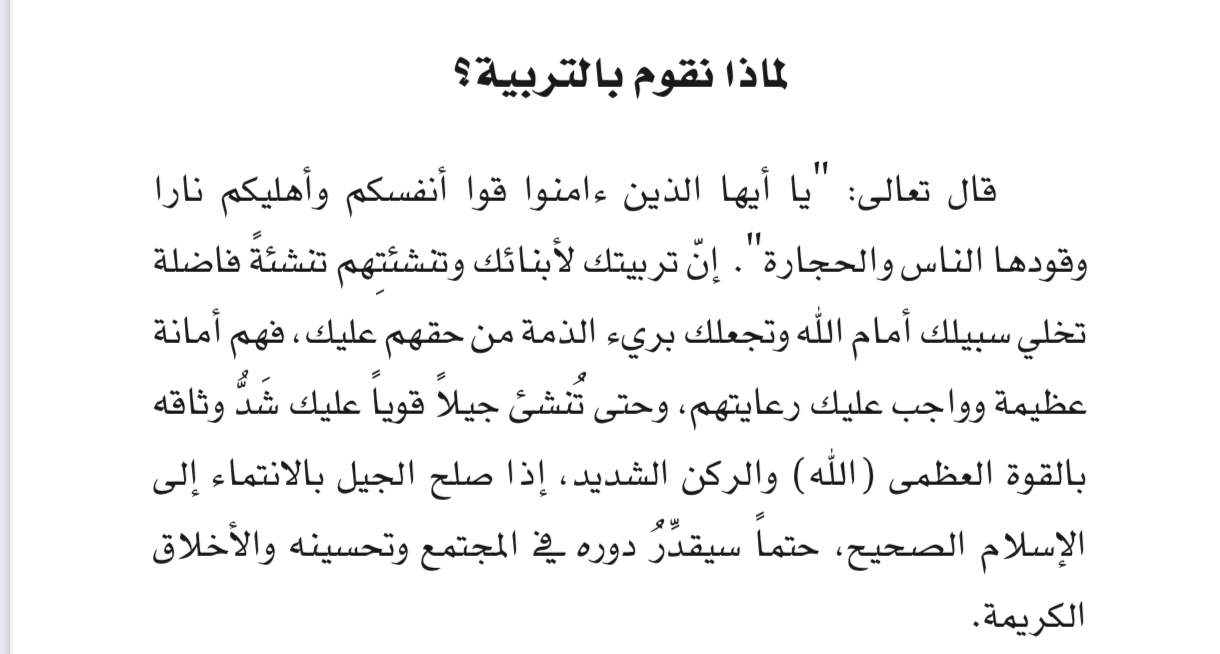 لماذا نقوم بالتربية؟
قال تعالى: "يا أيها الذين ءامنوا قوا أنفسكم وأهليكم نارا
وقودها الناس والحجارة". إنّ تربيتك لأبنائك وتنشئتِهم تنشئةً فاضلة
تخلي سبيلك أمام الله وتجعلك بريء الذمة من حقهم عليك، فهم أمانة
عظيمة وواجب عليك رعايتهم، وحتى تُنشئ جيلاً قوياً عليك شَدُّ وثاقه
بالقوة العظمى (الله) والركن الشديد، إذا صلح الجيل بالانتماء إلى
الإسلام الصحيح، حتماً سيقدِّرُ دوره في المجتمع وتحسينه والأخلاق
الكريمة.